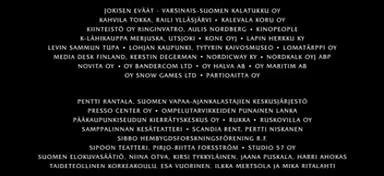 JOKISEN EVÄÄT • VARSINAIS-SUOMEN KALATUKKU OY
KAHVILA TOKKA, RAILI YLLÄSJÄRVI • KALEVALA KORU OY
KIINTEISTÖ OY RINGINVATRO, AULIS NORDBERG • KINOPEOPLE
K-LÄHIKAUPPA MERJUSKA, UTSJOKI • KONE OYJ • LAPIN HERKKU KY
LEVIN SAMMUN TUPA • LOHJAN KAUPUNKI, TYTYRIN KAIVOSMUSEO • LOMATÄRPPI OY
MEDIA DESK FINLAND, KERSTIN DEGERMAN • NORDICWAY KY • NORDKALK OYJ ABP
NOVITA OY • OY BANDERCOM LTD • OY HALVA AB • OY MARITIM AB
OY SNOW GAMES LTD • PARTIOAITTA OY
PENTTI RANTALA, SUOMEN VAPAA-AJANKALASTAJIEN KESKUSJÄRJESTÖ
PRESSO CENTER OY • OMPELUTARVIKKEIDEN PUNAINEN LANKA
PÄÄKAUPUNKISEUDUN KIERRÄTYSKESKUS OY • RUKKA • RUSKOVILLA OY
SAMPPALINNAN KESÄTEATTERI • SCANDIA RENT, PERTTI NISKANEN
SIBBO HEMBYGDSFORSKNINGSFÖRENING R.F.
SIPOON TEATTERI, PIRJO-RIITTA FORSSTRÖM • STUDIO G OY
SUOMEN ELOKUVASÄÄTIÖ, NIINA OTVA, KIRSI TYKKYLÄINEN, JAANA PUSKALA, HARRI AHOKAS
TAIDETEOLLINEN KORKEAKOULU, ESA VUORINEN, ILKKA MERTSOLA JA MIKA RITALAHTI